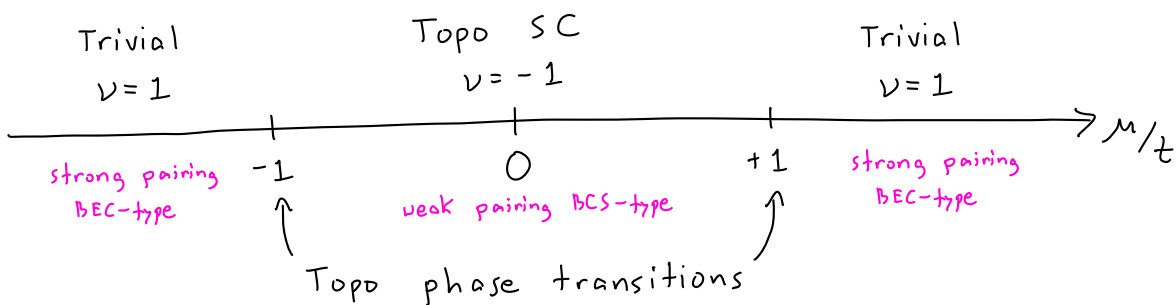 Trivial Topo SC Trivial
ν = 1 ν = - 1 ν = 1
μ/t
-1 0 +1
strong pairing weak pairing BCS-type strong pairing
BEC-type BEC-type
Topo phase transitions